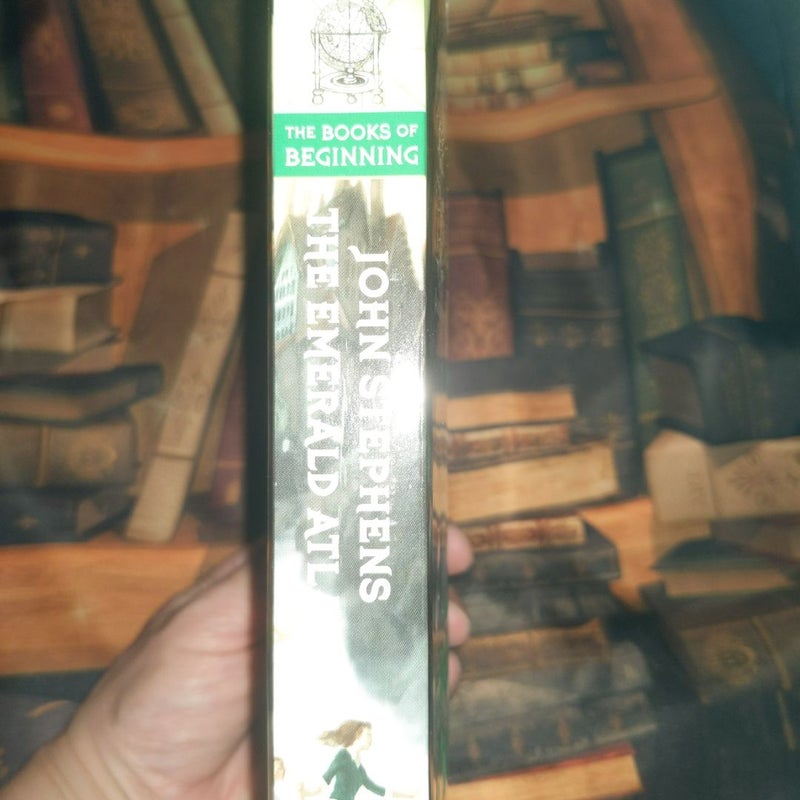 THE BOOKS OF
BEGINNING
JOHN STEPHENS
THE EMERALD ATL